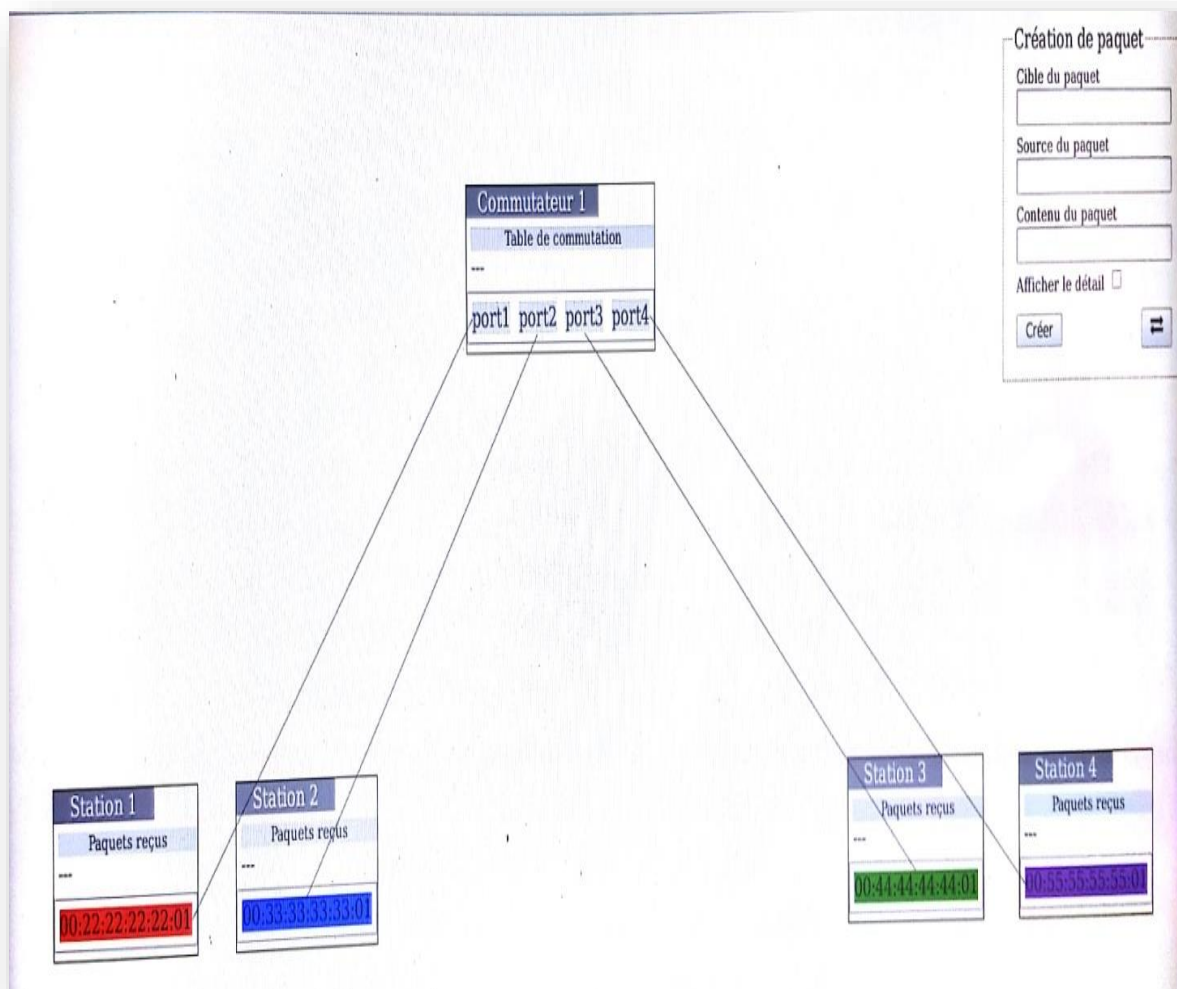 Création de paquet
Cible du paquet
Source du paquet
Contenu du paquet
Afficher le détail
Créer
Commutateur 1
Table de commutation
---
port1 port2 port3 port4
Station 1
Paquets reçus
---
00:22:22:22:22:01
Station 2
Paquets reçus
---
00:33:33:33:33:01
Station 3
Paquets reçus
---
00:44:44:44:44:01
Station 4
Paquets reçus
---
00:55:55:55:55:01